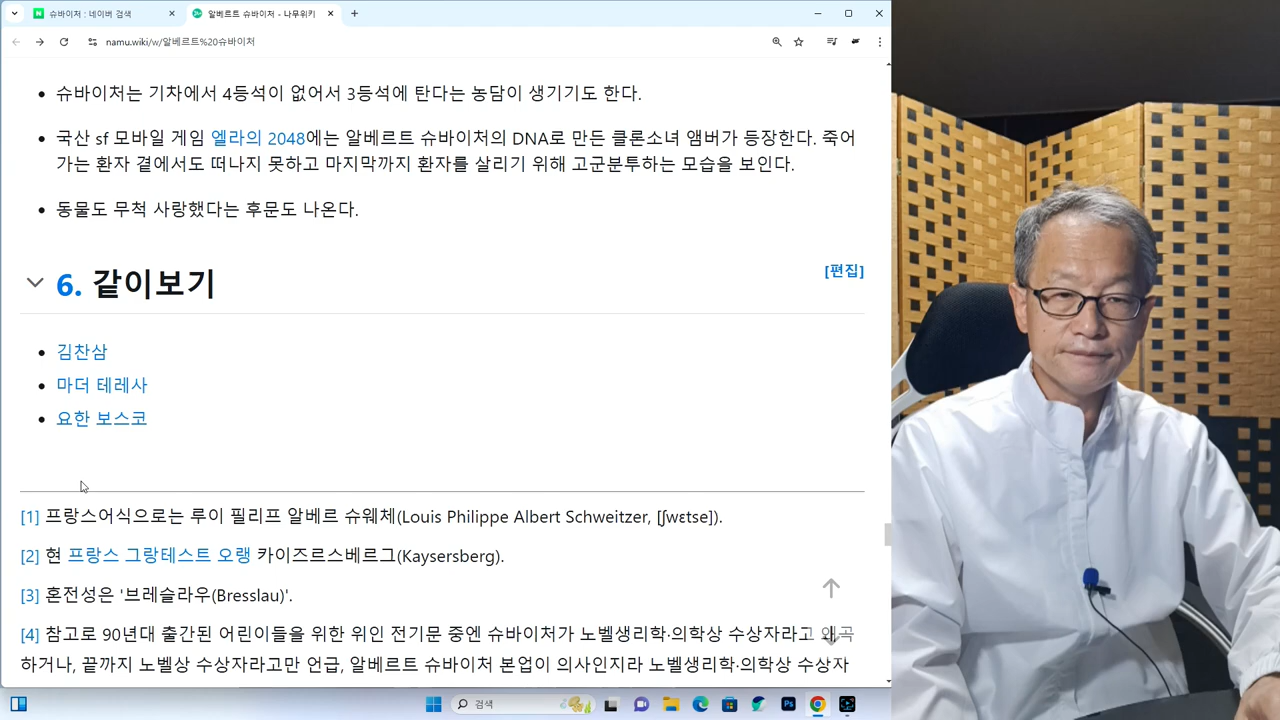 슈바이처 : 네이버 검색
알베르트 슈바이처 - 나무위키
namu.wiki/w/알베르트%20슈바이처
슈바이처는 기차에서 4등석이 없어서 3등석에 탄다는 농담이 생기기도 한다.
국산 sf 모바일 게임 엘라의 2048에는 알베르트 슈바이처의 DNA로 만든 클론소녀 앰버가 등장한다. 죽어
가는 환자 곁에서도 떠나지 못하고 마지막까지 환자를 살리기 위해 고군분투하는 모습을 보인다.
동물도 무척 사랑했다는 후문도 나온다.
6. 같이보기
[편집]
김찬삼
마더 테레사
요한 보스코
[1] 프랑스어식으로는 루이 필리프 알베르 슈웨체(Louis Philippe Albert Schweitzer, [ʃwɛtse]).
[2] 현 프랑스 그랑테스트 오랭 카이즈르스베르그(Kaysersberg).
[3] 혼전성은 '브레슬라우(Bresslau)'.
[4] 참고로 90년대 출간된 어린이들을 위한 위인 전기문 중엔 슈바이처가 노벨생리학·의학상 수상자라고 왜곡
하거나, 끝까지 노벨상 수상자라고만 언급, 알베르트 슈바이처 본업이 의사인지라 노벨생리학·의학상 수상자
검색
Ps